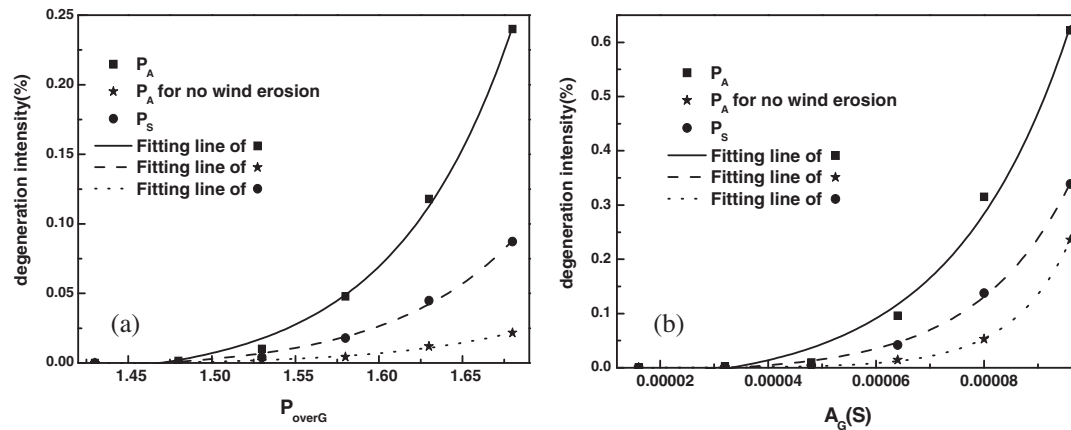 0.25
0.20
0.15
0.10
0.05
0.00
degeneration intensity(%)
P_A
P_A for no wind erosion
P_S
Fitting line of ■
Fitting line of ★
Fitting line of ●
(a)
1.45
1.50
1.55
1.60
1.65
P_overG
0.6
0.5
0.4
0.3
0.2
0.1
0.0
degeneration intensity(%)
P_A
P_A for no wind erosion
P_S
Fitting line of ■
Fitting line of ★
Fitting line of ●
(b)
0.00002
0.00004
0.00006
0.00008
A_G(S)